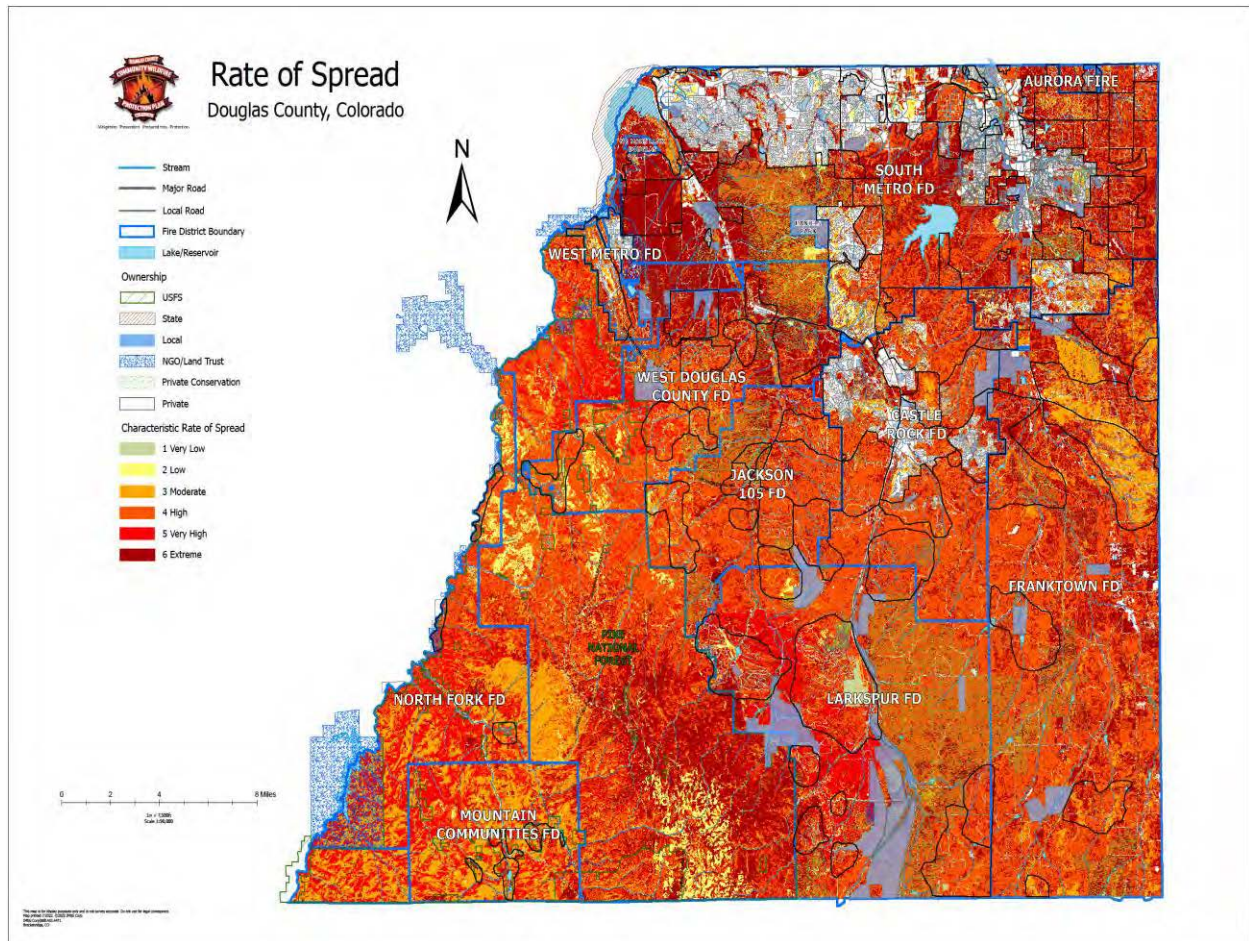 Rate of Spread
Douglas County, Colorado
COMMUNITY WILDFIRE
PROTECTION PLAN
N
Stream
Major Road
Local Road
Fire District Boundary
Lake/Reservoir
Ownership
USFS
State
Local
NGO/Land Trust
Private Conservation
Private
Characteristic Rate of Spread
1 Very Low
2 Low
3 Moderate
4 High
5 Very High
6 Extreme
0 2 4 8 Miles
AURORA FIRE
SOUTH
METRO FD
WEST METRO FD
WEST DOUGLAS
COUNTY FD
CASTLE
ROCK FD
JACKSON
105 FD
FRANKTOWN FD
PIKE
NATIONAL
FOREST
NORTH FORK FD
LARKSPUR FD
MOUNTAIN
COMMUNITIES FD